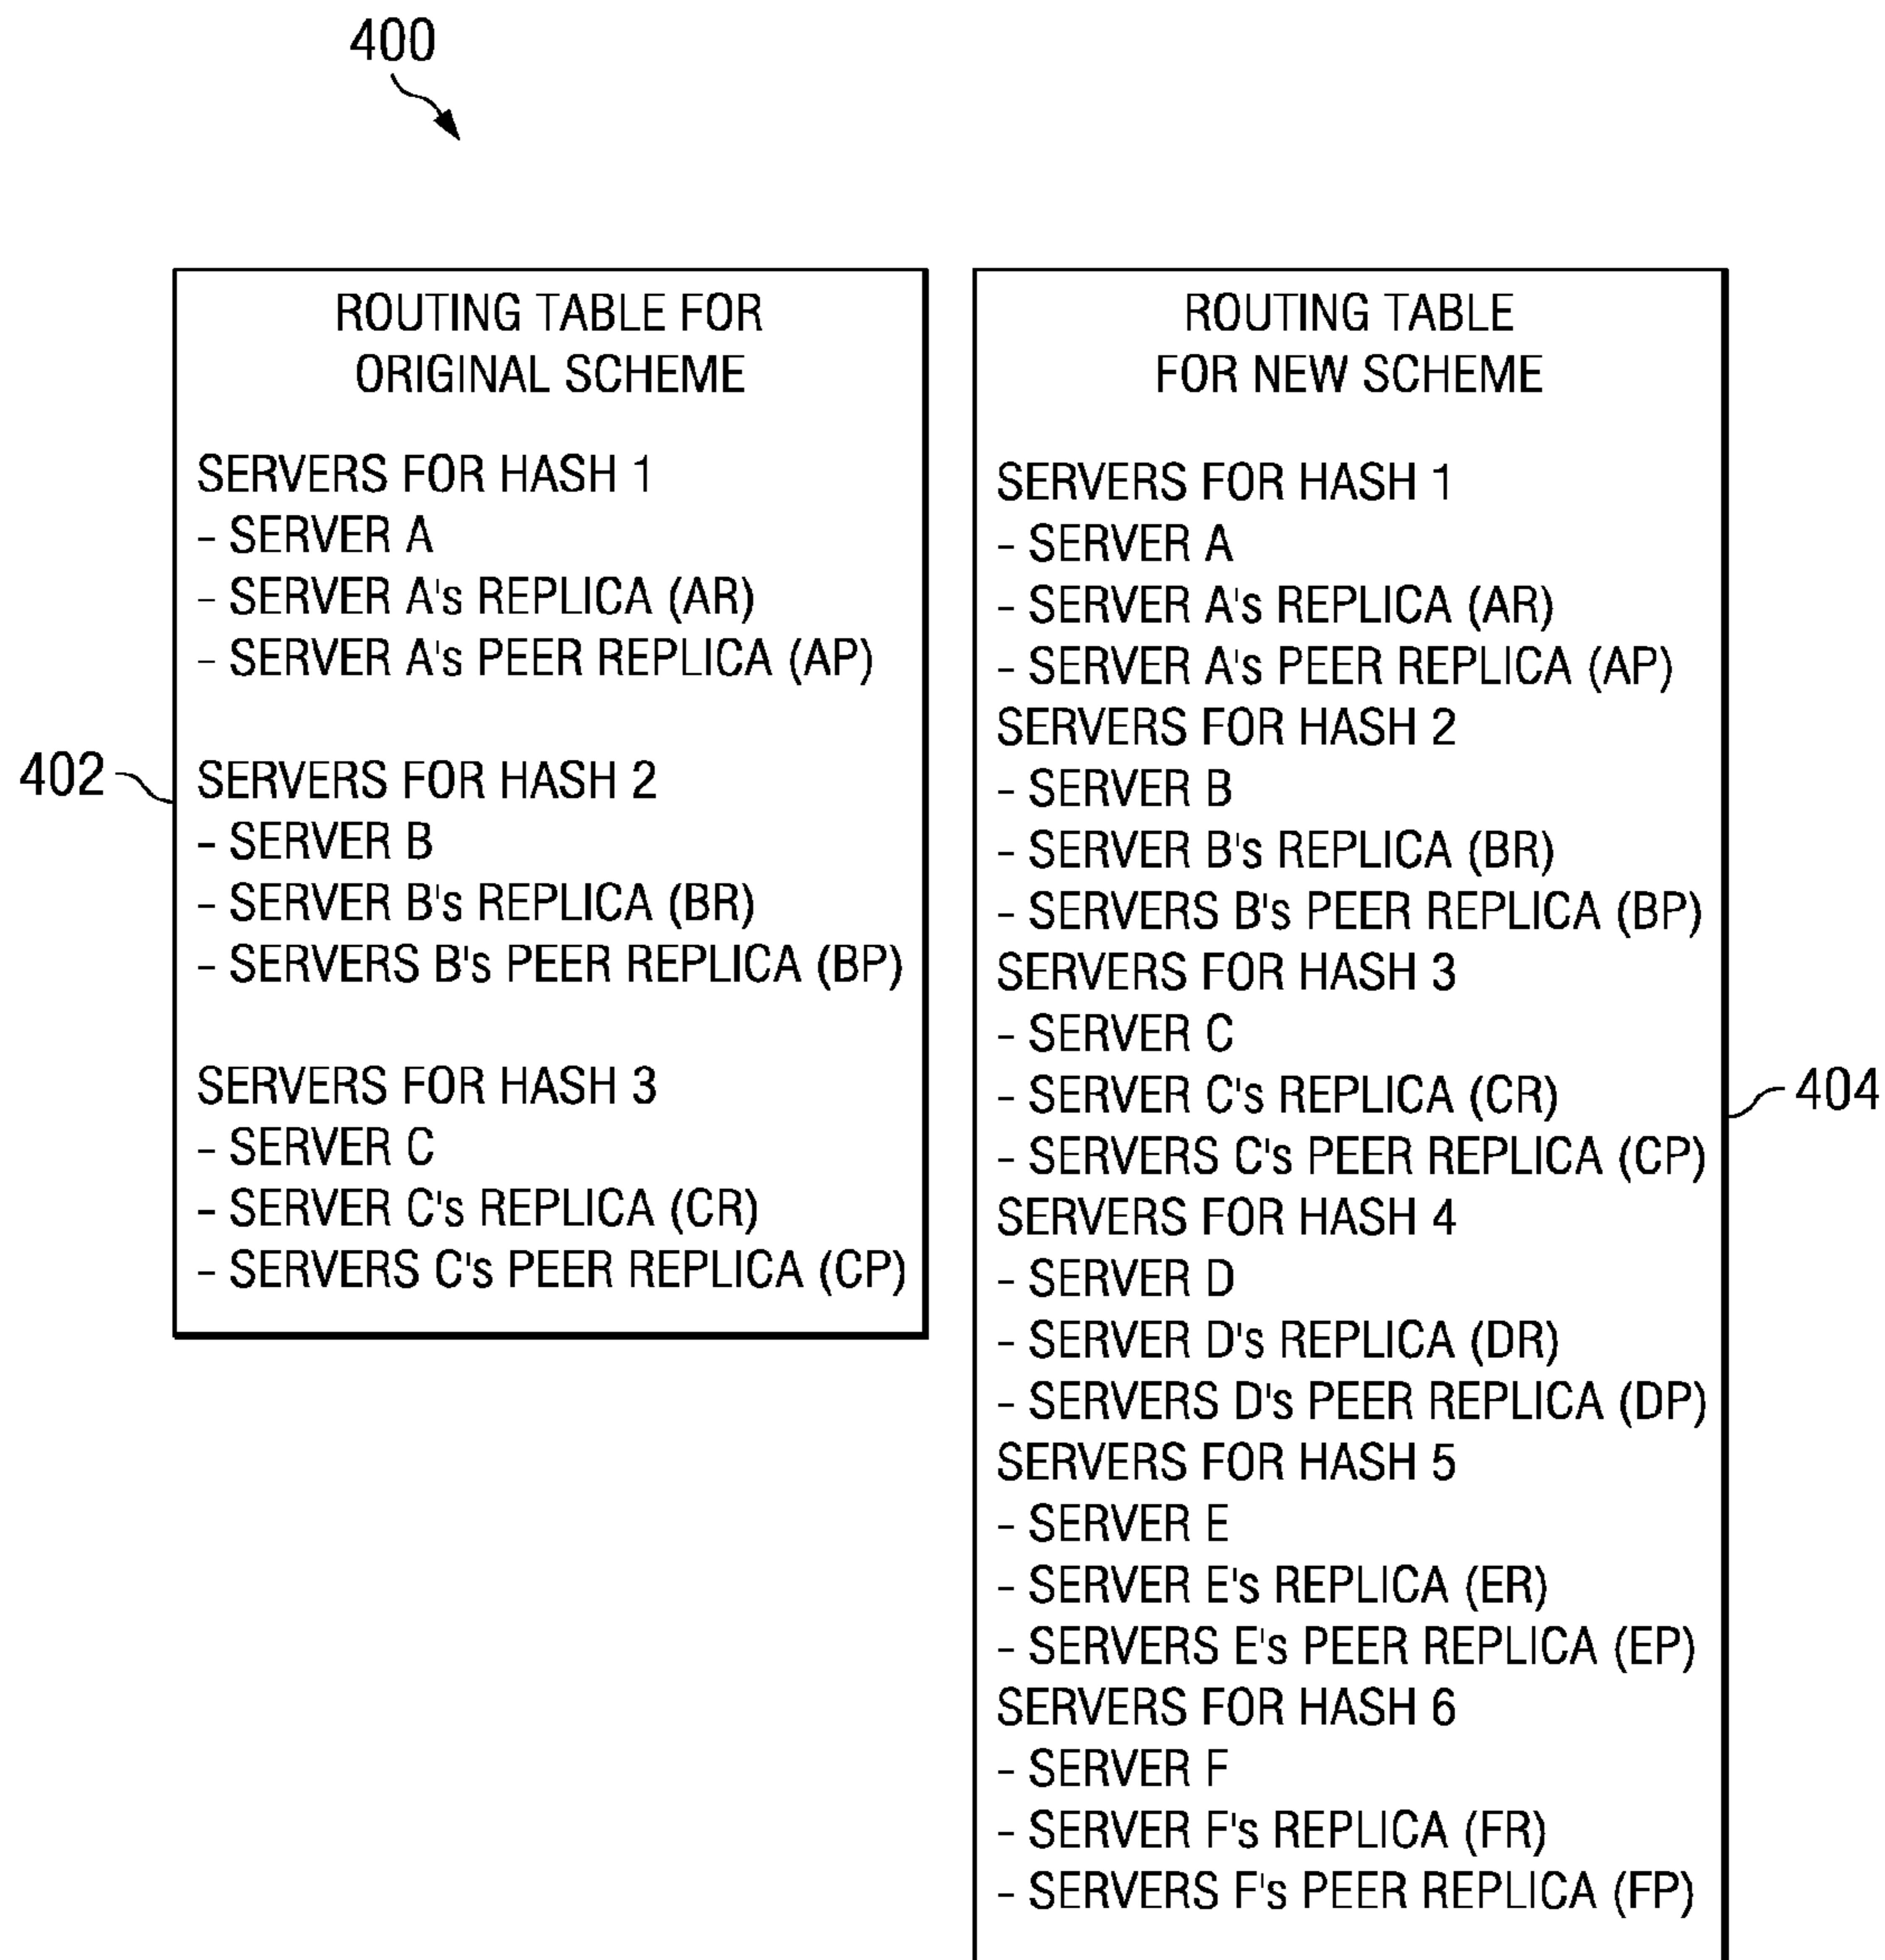 400
ROUTING TABLE FOR
ORIGINAL SCHEME
SERVERS FOR HASH 1
- SERVER A
- SERVER A's REPLICA (AR)
- SERVER A's PEER REPLICA (AP)
402
SERVERS FOR HASH 2
- SERVER B
- SERVER B's REPLICA (BR)
- SERVERS B's PEER REPLICA (BP)
SERVERS FOR HASH 3
- SERVER C
- SERVER C's REPLICA (CR)
- SERVERS C's PEER REPLICA (CP)
ROUTING TABLE
FOR NEW SCHEME
SERVERS FOR HASH 1
- SERVER A
- SERVER A's REPLICA (AR)
- SERVER A's PEER REPLICA (AP)
SERVERS FOR HASH 2
- SERVER B
- SERVER B's REPLICA (BR)
- SERVERS B's PEER REPLICA (BP)
SERVERS FOR HASH 3
- SERVER C
- SERVER C's REPLICA (CR)
- SERVERS C's PEER REPLICA (CP)
SERVERS FOR HASH 4
- SERVER D
- SERVER D's REPLICA (DR)
- SERVERS D's PEER REPLICA (DP)
SERVERS FOR HASH 5
- SERVER E
- SERVER E's REPLICA (ER)
- SERVERS E's PEER REPLICA (EP)
SERVERS FOR HASH 6
- SERVER F
- SERVER F's REPLICA (FR)
- SERVERS F's PEER REPLICA (FP)
404